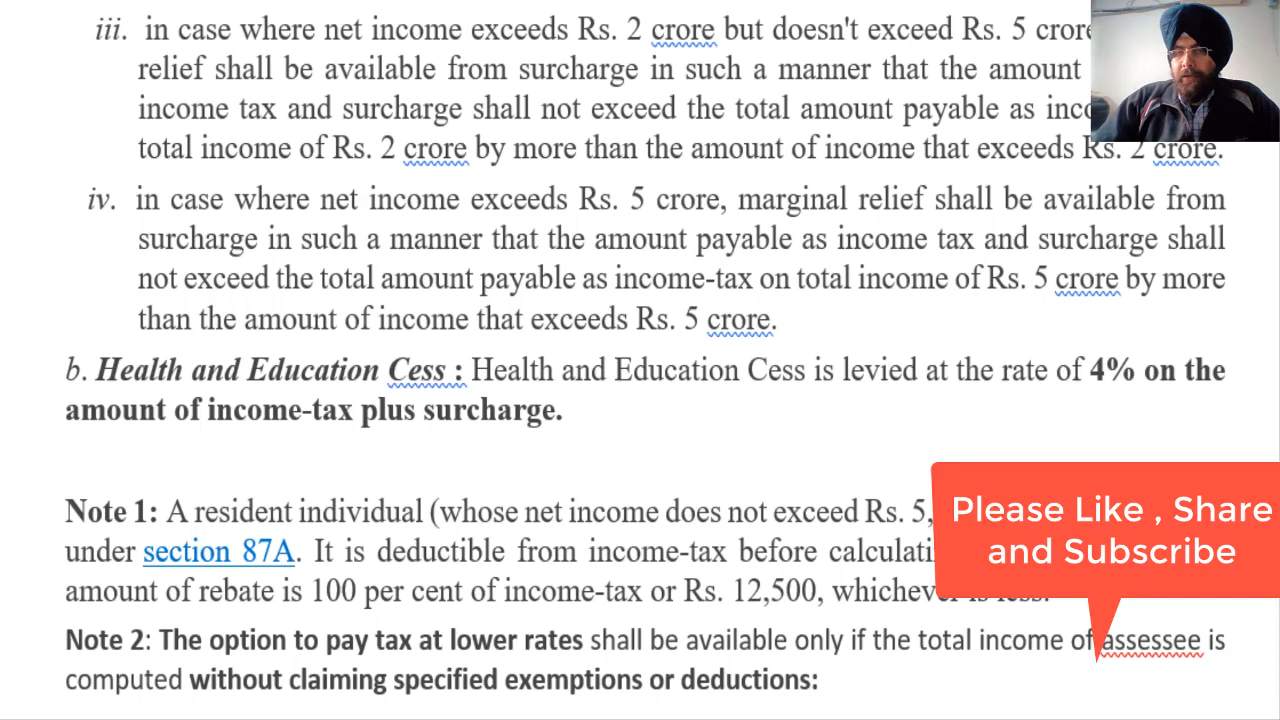 iii. in case where net income exceeds Rs. 2 crore but doesn't exceed Rs. 5 crore
relief shall be available from surcharge in such a manner that the amount
income tax and surcharge shall not exceed the total amount payable as
total income of Rs. 2 crore by more than the amount of income that exceeds Rs. 2 crore.
iv. in case where net income exceeds Rs. 5 crore, marginal relief shall be available from
surcharge in such a manner that the amount payable as income tax and surcharge shall
not exceed the total amount payable as income-tax on total income of Rs. 5 crore by more
than the amount of income that exceeds Rs. 5 crore.
b. Health and Education Cess : Health and Education Cess is levied at the rate of 4% on the
amount of income-tax plus surcharge.
Note 1: A resident individual (whose net income does not exceed Rs. 5,
under section 87A. It is deductible from income-tax before
amount of rebate is 100 per cent of income-tax or Rs. 12,500, whichever is less.
Note 2: The option to pay tax at lower rates shall be available only if the total income of assessee is
computed without claiming specified exemptions or deductions:
Please Like , Share
and Subscribe